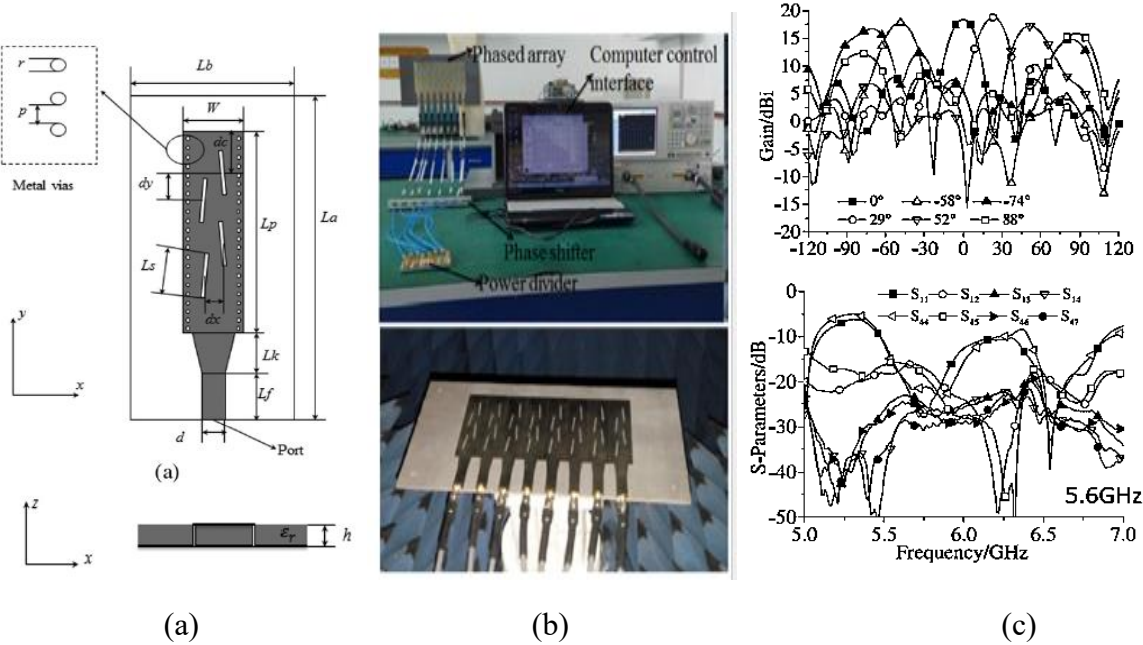 (a)
Lb
r
W
p
dc
Metal vias
dy
Lp
La
Ls
dx
y
x
Lk
Lf
d
Port
(a)
z
x
εr
h
(a)
Phased array
Computer control
interface
Phase shifter
Power divider
(b)
(c)
Gain/dBi
20
15
10
5
0
-5
-10
-15
-20
0° -58° -74°
29° 52° 88°
-120 -90 -60 -30 0 30 60 90 120
S-Parameters/dB
0
-10
-20
-30
-40
-50
S11 S12 S13 S14
S44 S45 S46 S47
5.6GHz
5.0 5.5 6.0 6.5 7.0
Frequency/GHz
(c)